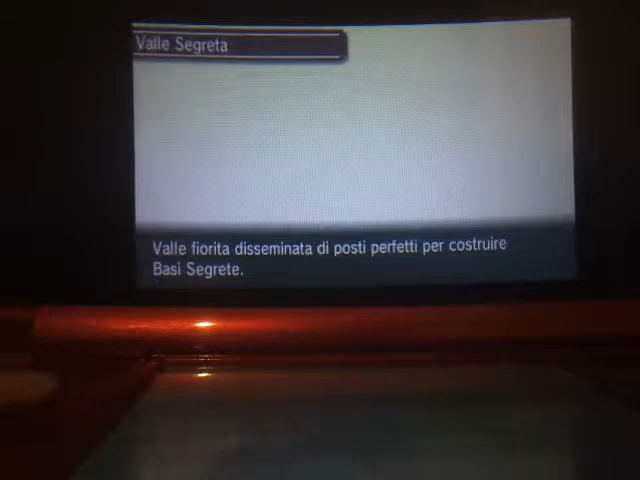 Valle Segreta
Valle fiorita disseminata di posti perfetti per costruire
Basi Segrete.